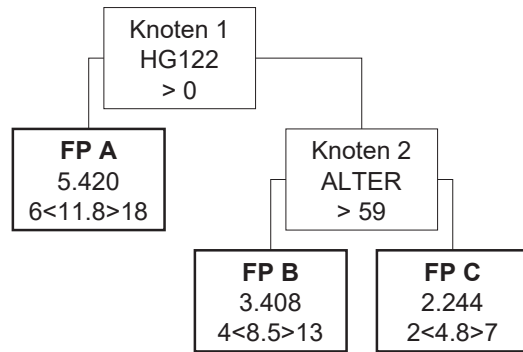 Knoten 1
HG122
> 0
FP A
5.420
6<11.8>18
Knoten 2
ALTER
> 59
FP B
3.408
4<8.5>13
FP C
2.244
2<4.8>7